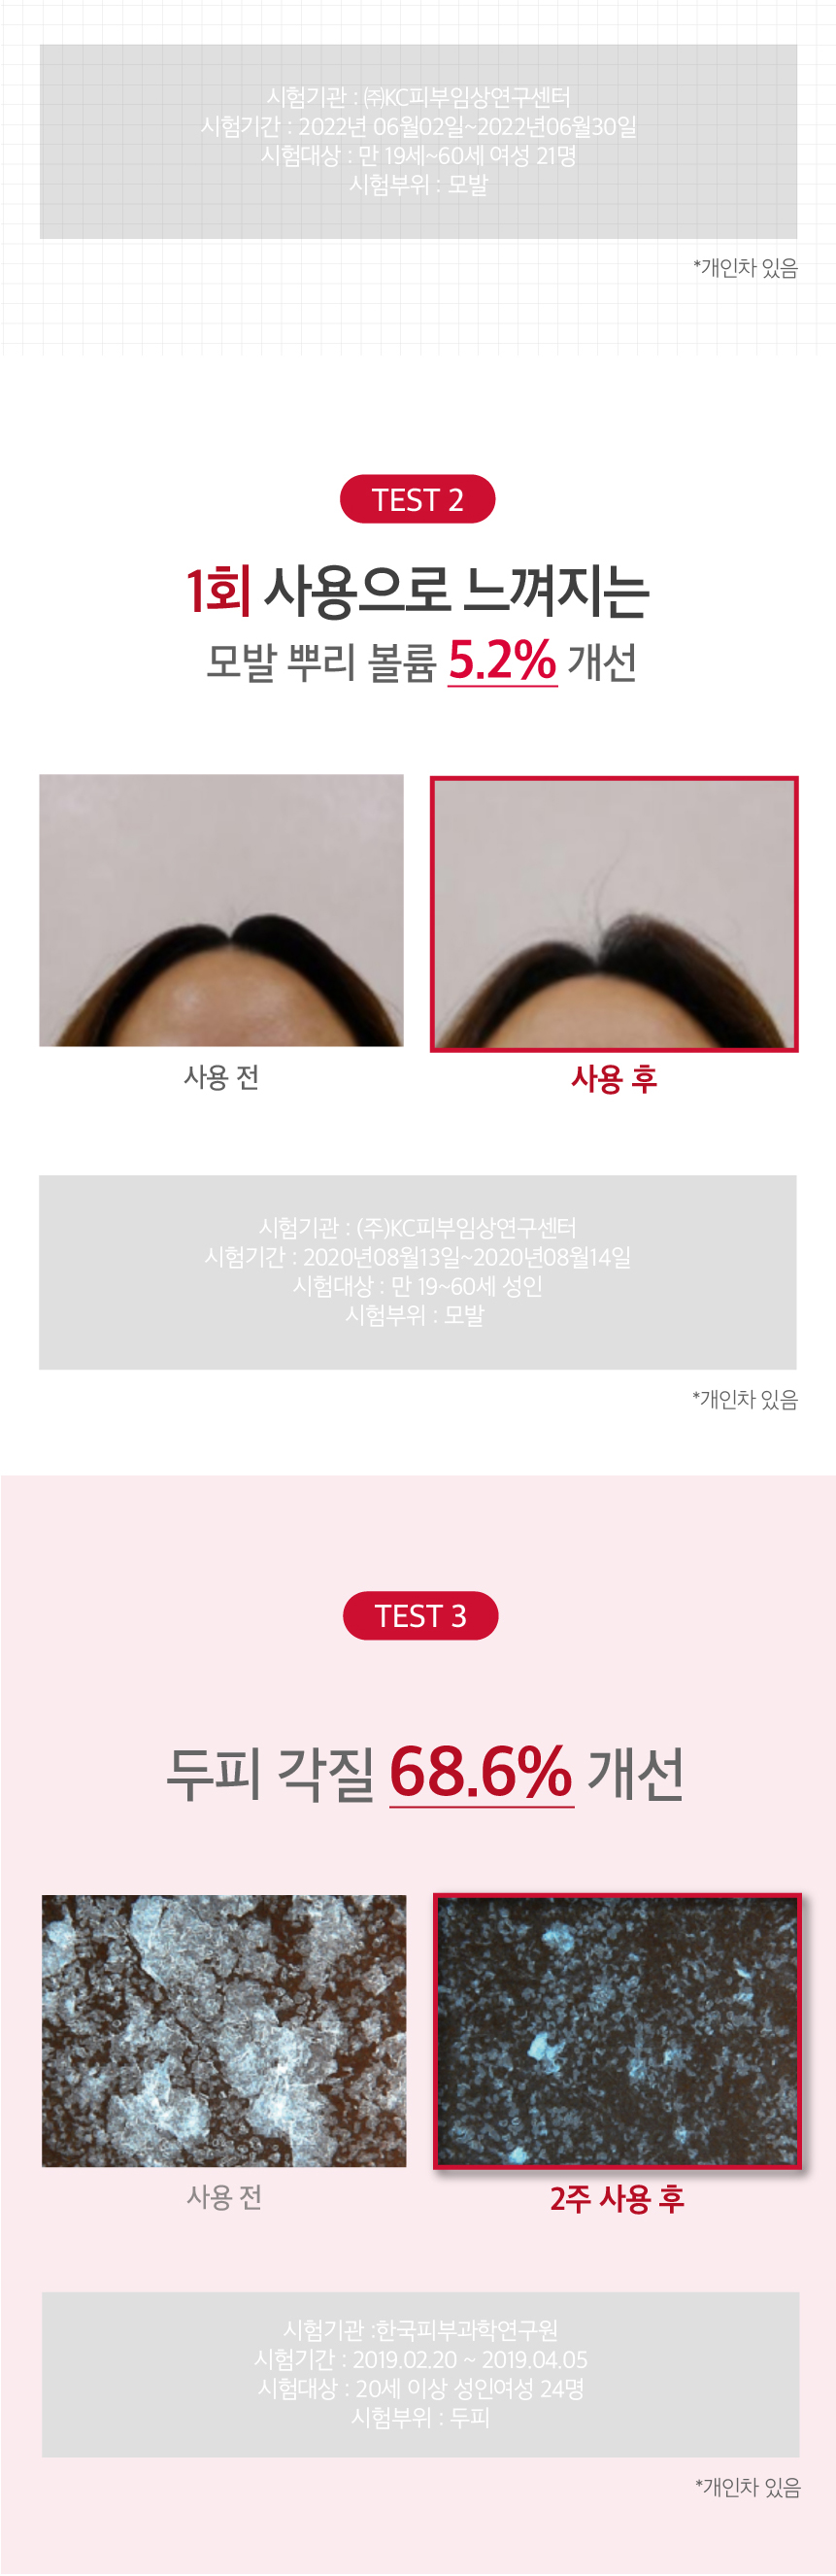 시험기관 : ㈜KC피부임상연구센터
시험기간 : 2022년 06월02일~2022년06월30일
시험대상 : 만 19세~60세 여성 21명
시험부위 : 모발
*개인차 있음
TEST 2
1회 사용으로 느껴지는
모발 뿌리 볼륨 5.2% 개선
사용 전
사용 후
시험기관 : (주)KC피부임상연구센터
시험기간 : 2020년08월13일~2020년08월14일
시험대상 : 만 19~60세 성인
시험부위 : 모발
*개인차 있음
TEST 3
두피 각질 68.6% 개선
사용 전
2주 사용 후
시험기관 :한국피부과학연구원
시험기간 : 2019.02.20 ~ 2019.04.05
시험대상 : 20세 이상 성인여성 24명
시험부위 : 두피
*개인차 있음